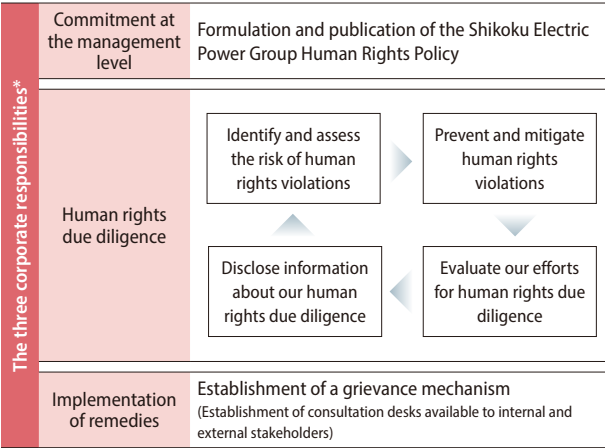 The three corporate responsibilities*
Commitment at
the management
level
Formulation and publication of the Shikoku Electric
Power Group Human Rights Policy
Human rights
due diligence
Identify and assess
the risk of human
rights violations
Prevent and mitigate
human rights
violations
Disclose information
about our human
rights due diligence
Evaluate our efforts
for human rights due
diligence
Implementation
of remedies
Establishment of a grievance mechanism
(Establishment of consultation desks available to internal and
external stakeholders)